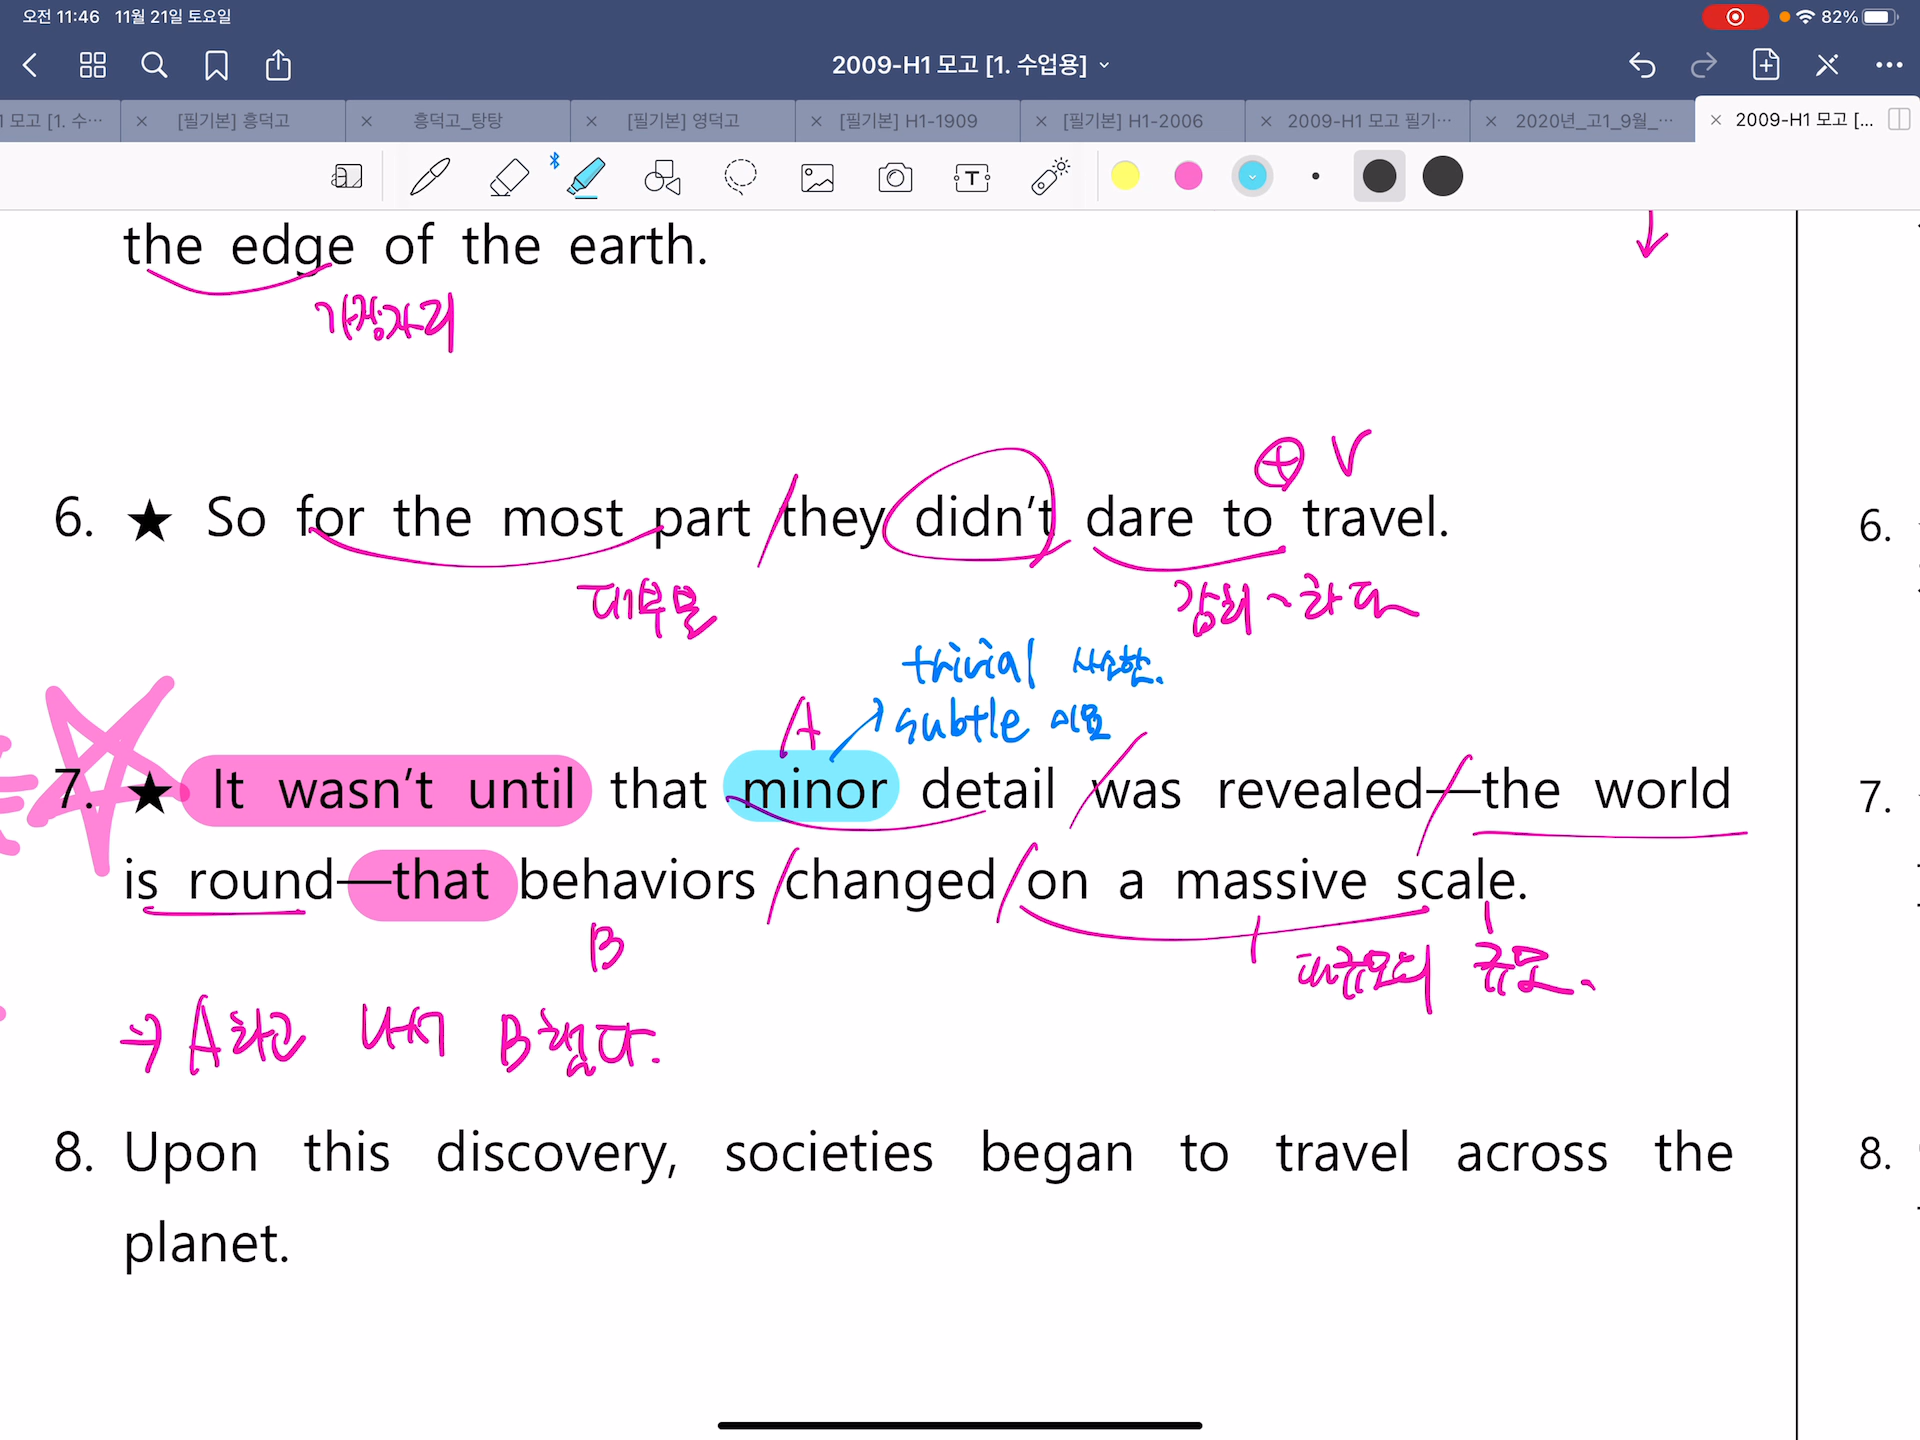 오전 11:46 11월 21일 토요일 82%
2009-H1 모고 [1. 수업용]
모고 [1. 수… [필기본] 흥덕고 흥덕고_탕탕 [필기본] 영덕고 [필기본] H1-1909 [필기본] H1-2006 2009-H1 모고 필기… 2020년_고1_9월_… 2009-H1 모고 [...
the edge of the earth.
가장자리
⊕ V
6. ★ So for the most part / they didn't dare to travel. 6.
대부분 감히 ~하다
trivial 사소한.
A subtle 미묘
7. ★ It wasn't until that minor detail / was revealed—the world 7.
is round—that behaviors / changed / on a massive scale.
B 대규모의 규모.
⇒ A하고 나서 B했다.
8. Upon this discovery, societies began to travel across the 8.
planet.